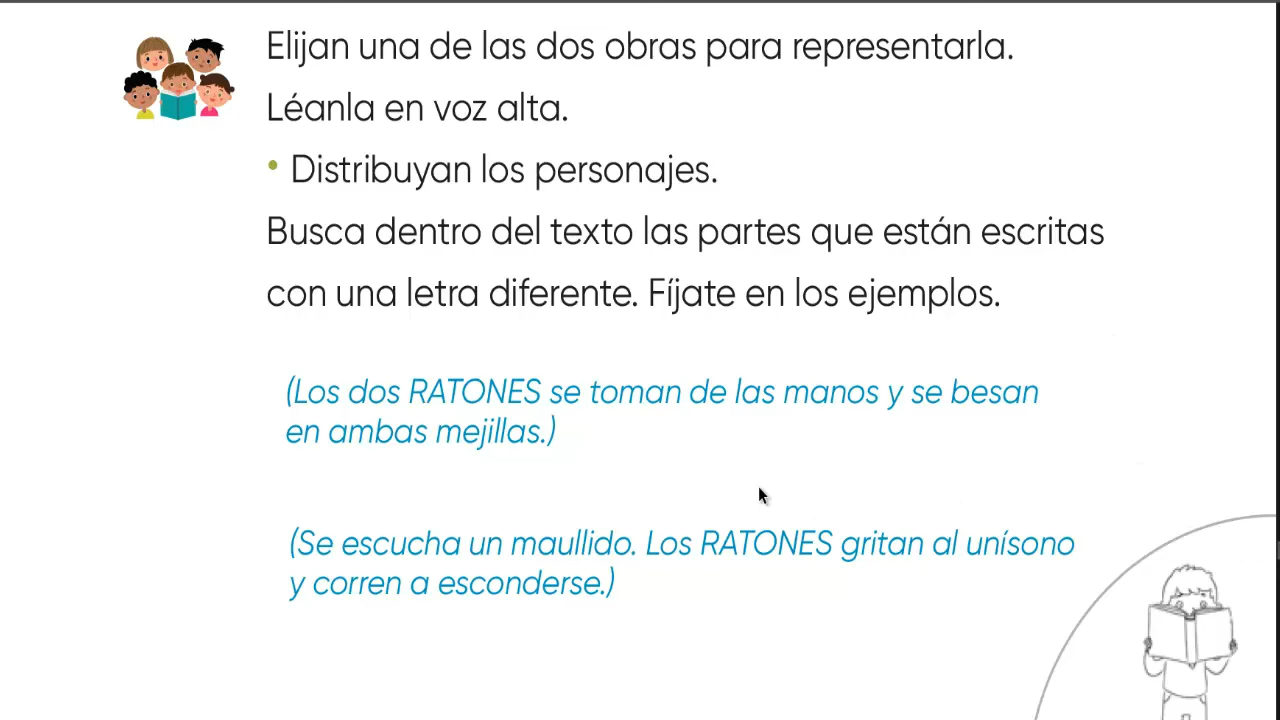 Elijan una de las dos obras para representarla.
Léanla en voz alta.
• Distribuyan los personajes.
Busca dentro del texto las partes que están escritas
con una letra diferente. Fíjate en los ejemplos.
(Los dos RATONES se toman de las manos y se besan
en ambas mejillas.)
(Se escucha un maullido. Los RATONES gritan al unísono
y corren a esconderse.)